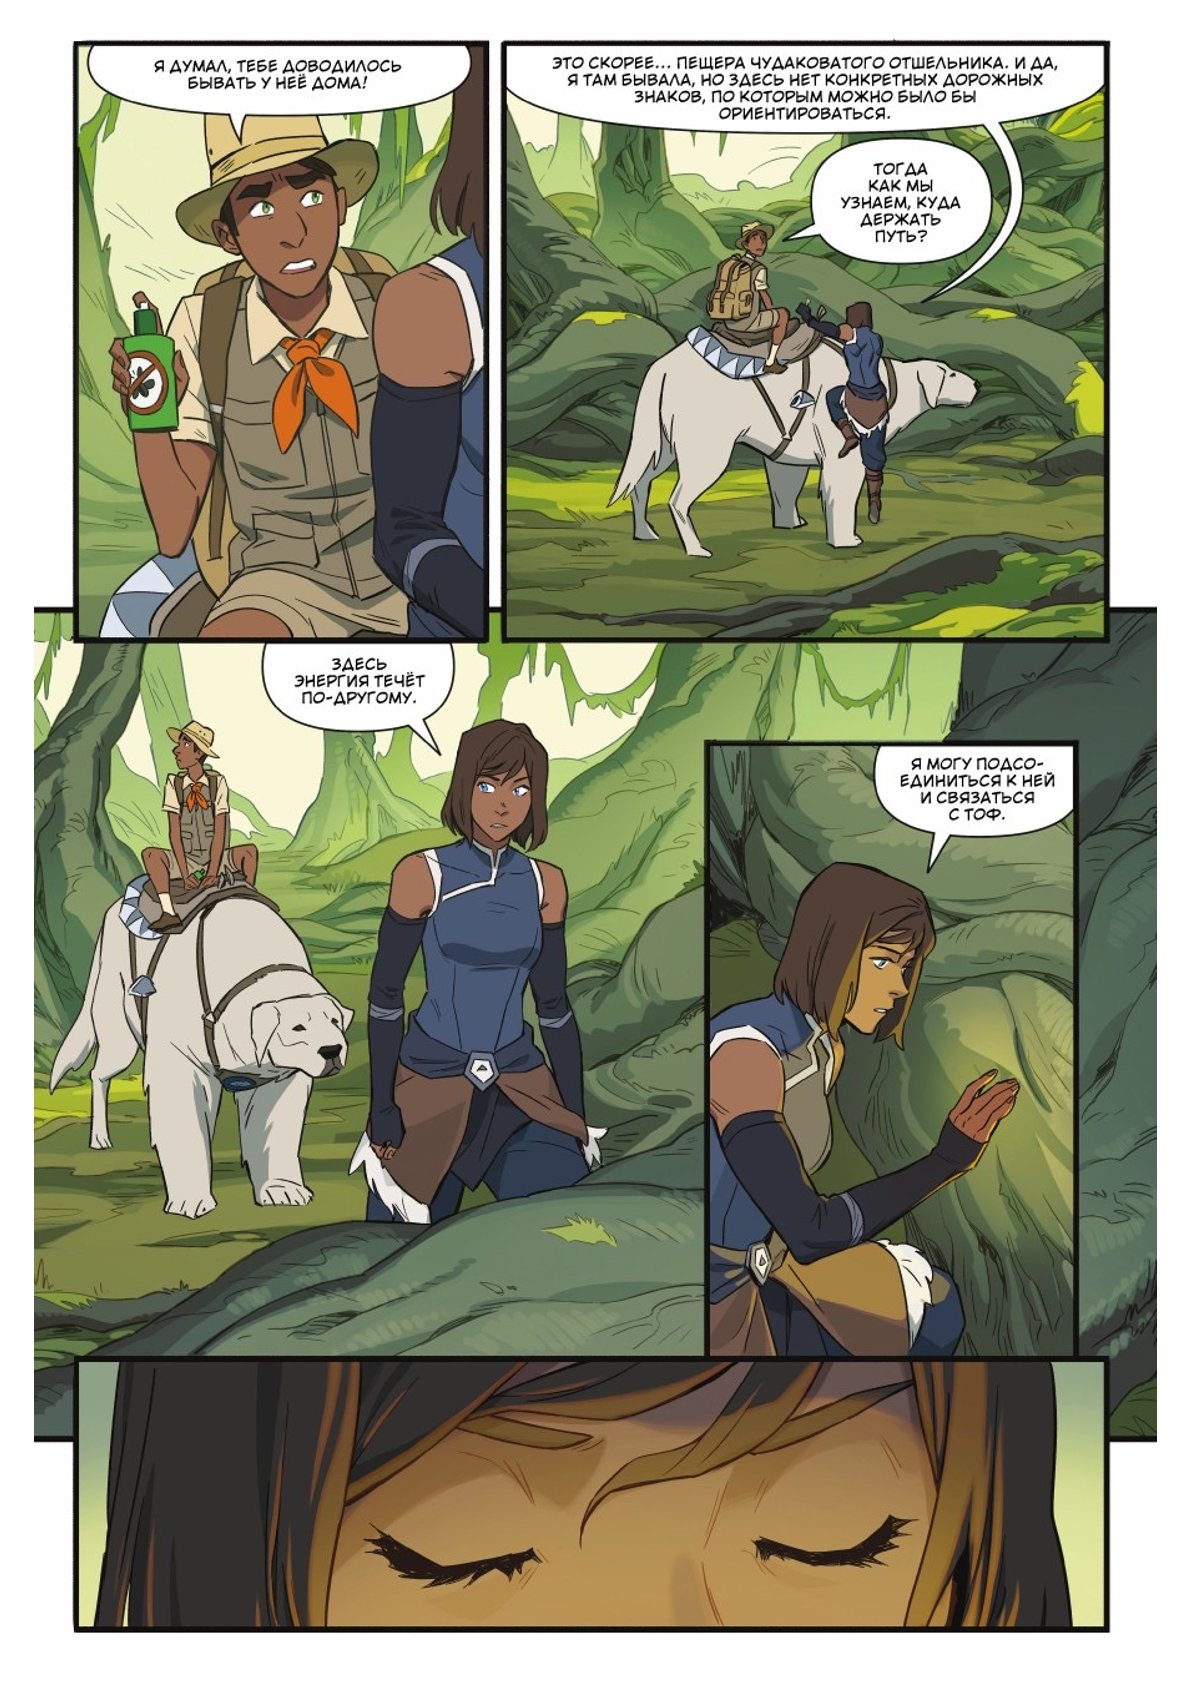 Я ДУМАЛ, ТЕБЕ ДОВОДИЛОСЬ
БЫВАТЬ У НЕЁ ДОМА!
ЭТО СКОРЕЕ... ПЕЩЕРА ЧУДАКОВАТОГО ОТШЕЛЬНИКА. И ДА,
Я ТАМ БЫВАЛА, НО ЗДЕСЬ НЕТ КОНКРЕТНЫХ ДОРОЖНЫХ
ЗНАКОВ, ПО КОТОРЫМ МОЖНО БЫЛО БЫ
ОРИЕНТИРОВАТЬСЯ.
ТОГДА
КАК МЫ
УЗНАЕМ, КУДА
ДЕРЖАТЬ
ПУТЬ?
ЗДЕСЬ
ЭНЕРГИЯ ТЕЧЁТ
ПО-ДРУГОМУ.
Я МОГУ ПОДСО-
ЕДИНИТЬСЯ К НЕЙ
И СВЯЗАТЬСЯ
С ТОФ.